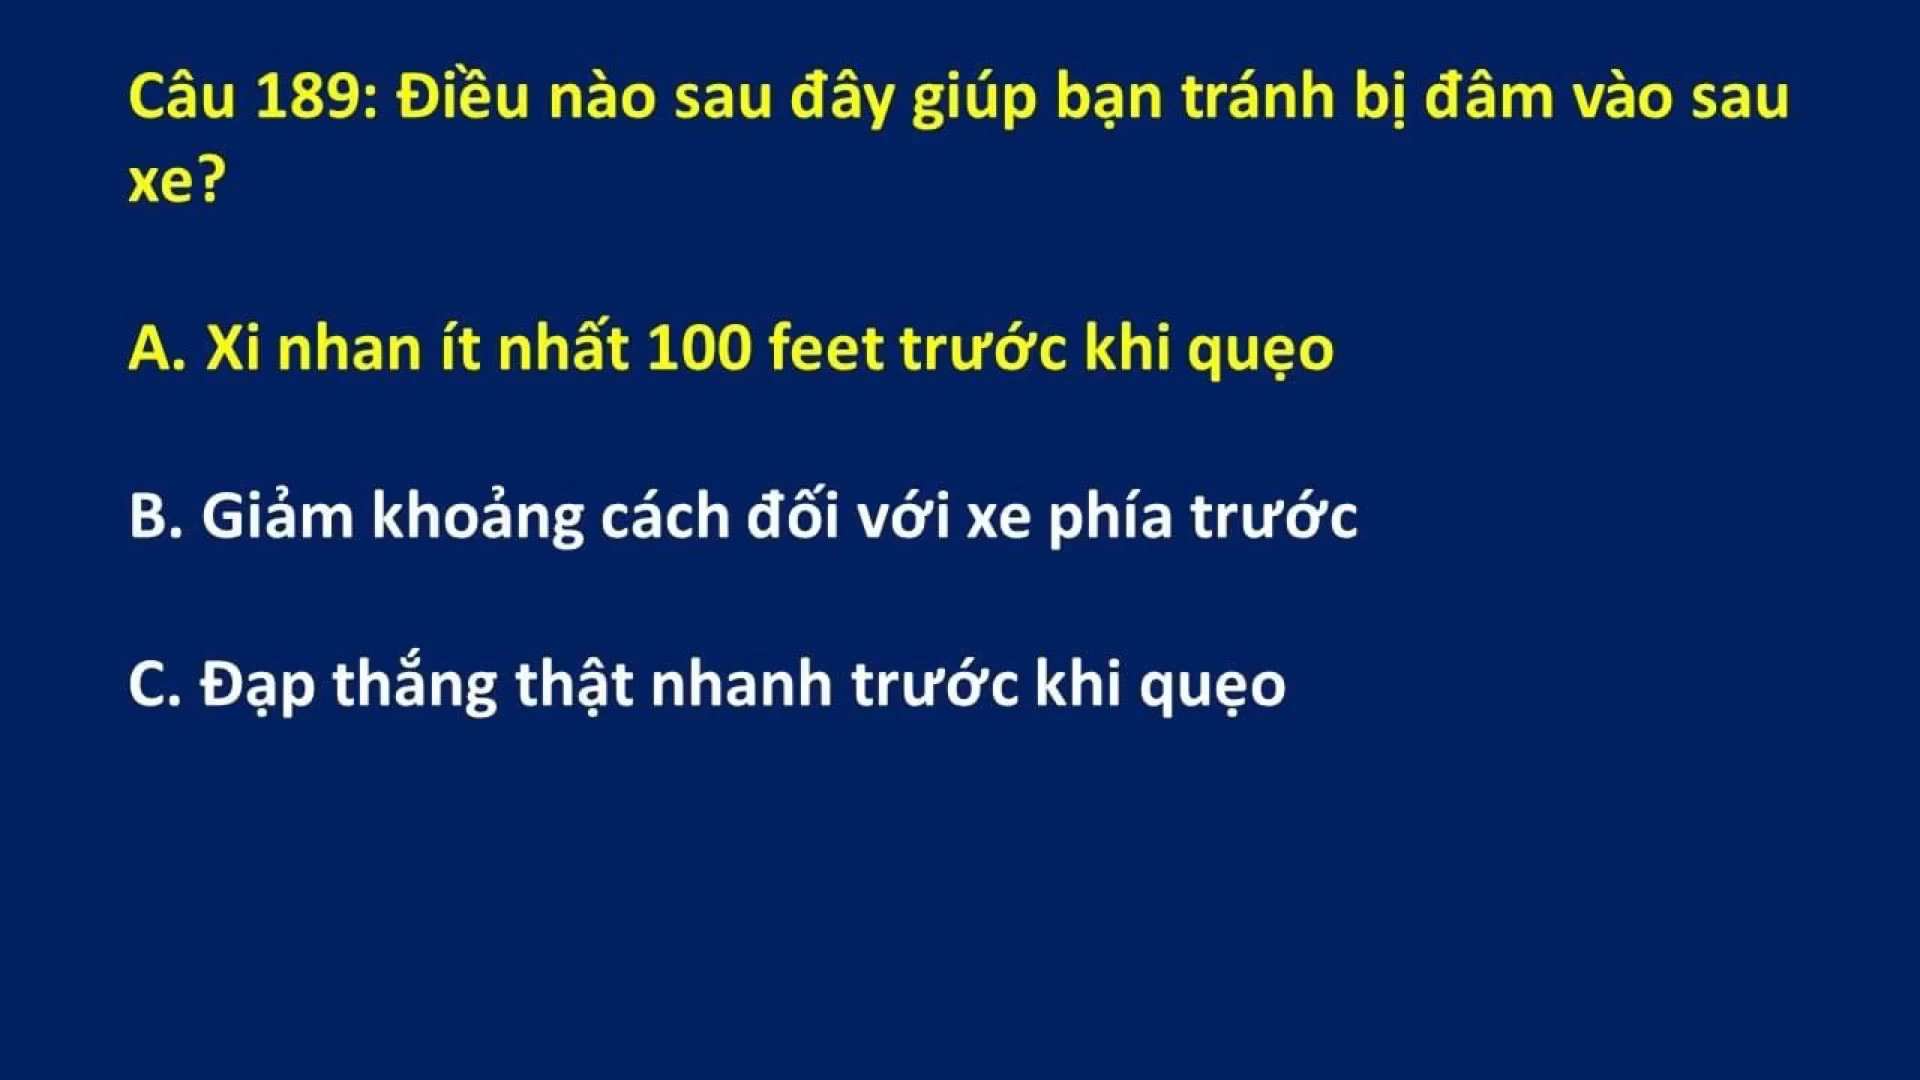 Câu 189: Điều nào sau đây giúp bạn tránh bị đâm vào sau
xe?
A. Xi nhan ít nhất 100 feet trước khi quẹo
B. Giảm khoảng cách đối với xe phía trước
C. Đạp thắng thật nhanh trước khi quẹo